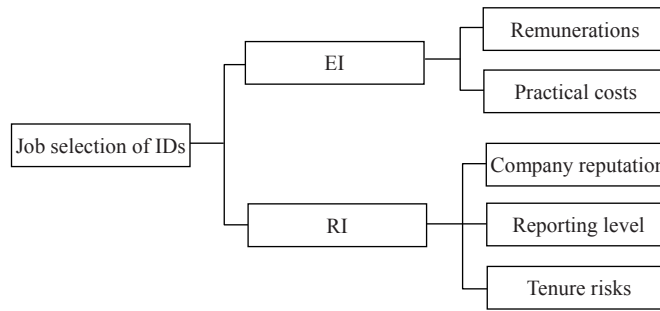 Job selection of IDs
EI
Remunerations
Practical costs
RI
Company reputation
Reporting level
Tenure risks